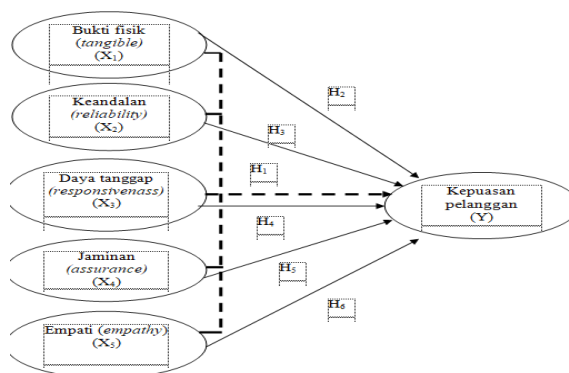 Bukti fisik
(tangible)
(X1)
Keandalan
(reliability)
(X2)
Daya tanggap
(responsivenass)
(X3)
Jaminan
(assurance)
(X4)
Empati (empathy)
(X5)
H2
H3
H1
H4
H5
H6
Kepuasan
pelanggan
(Y)